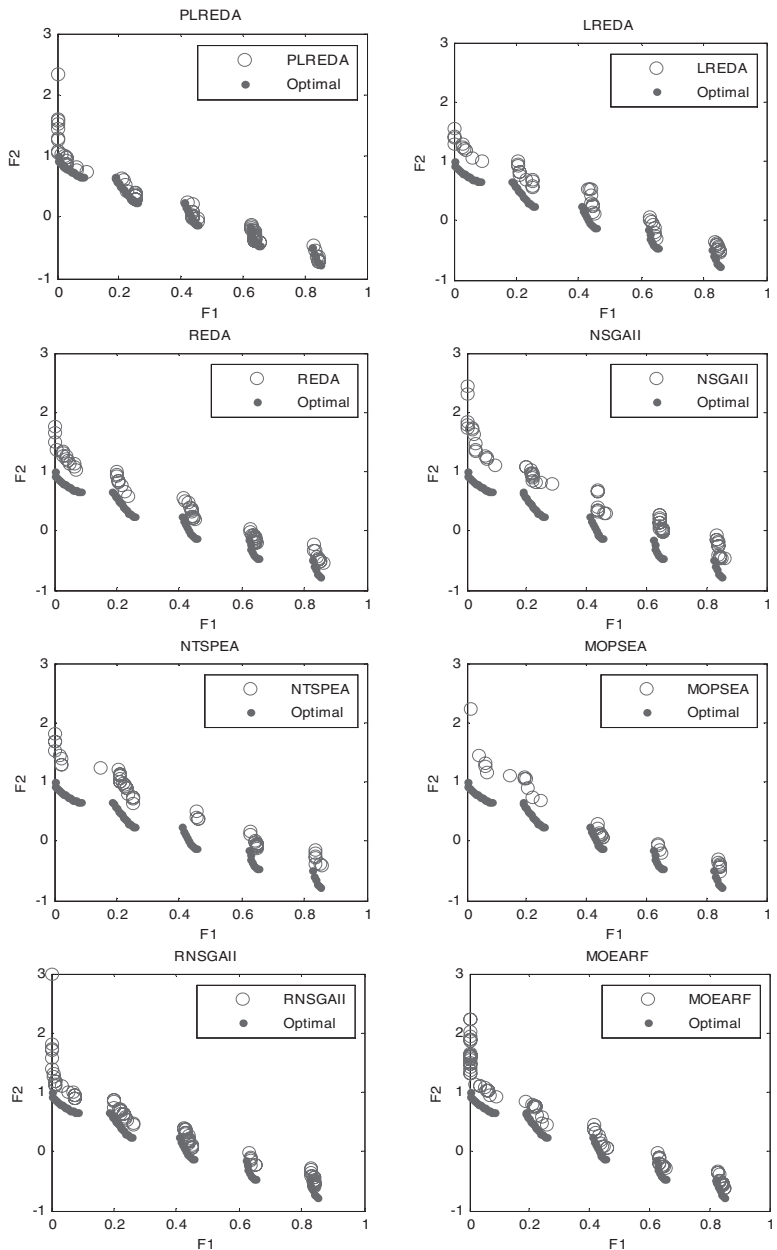 PLREDA
3
2
1
0
-1
F2
0
0.2
0.4
0.6
0.8
1
F1
PLREDA
Optimal
LREDA
3
2
1
0
-1
F2
0
0.2
0.4
0.6
0.8
1
F1
LREDA
Optimal
REDA
3
2
1
0
-1
F2
0
0.2
0.4
0.6
0.8
1
F1
REDA
Optimal
NSGAII
3
2
1
0
-1
F2
0
0.2
0.4
0.6
0.8
1
F1
NSGAII
Optimal
NTSPEA
3
2
1
0
-1
F2
0
0.2
0.4
0.6
0.8
1
F1
NTSPEA
Optimal
MOPSEA
3
2
1
0
-1
F2
0
0.2
0.4
0.6
0.8
1
F1
MOPSEA
Optimal
RNSGAII
3
2
1
0
-1
F2
0
0.2
0.4
0.6
0.8
1
F1
RNSGAII
Optimal
MOEARF
3
2
1
0
-1
F2
0
0.2
0.4
0.6
0.8
1
F1
MOEARF
Optimal